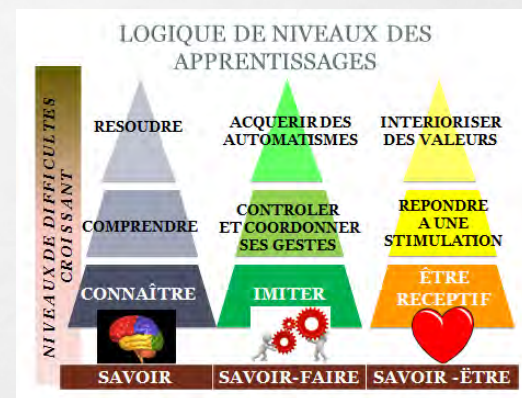 LOGIQUE DE NIVEAUX DES
APPRENTISSAGES
NIVEAUX DE DIFFICULTES
CROISSANT
RESOUDRE
ACQUERIR DES
AUTOMATISMES
INTERIORISER
DES VALEURS
COMPRENDRE
CONTROLER
ET COORDONNER
SES GESTES
REPONDRE
A UNE
STIMULATION
CONNAÎTRE
IMITER
ÊTRE
RECEPTIF
SAVOIR
SAVOIR-FAIRE
SAVOIR -ËTRE